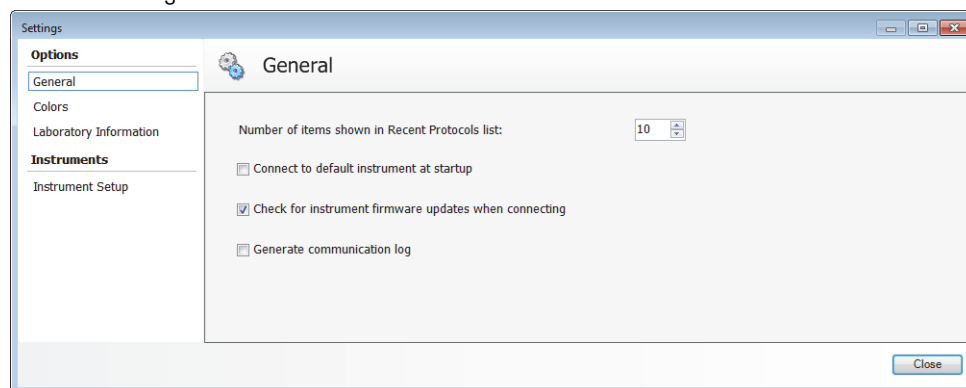 Settings
Options
General
Colors
Laboratory Information
Instruments
Instrument Setup
General
Number of items shown in Recent Protocols list:
10
Connect to default instrument at startup
Check for instrument firmware updates when connecting
Generate communication log
Close